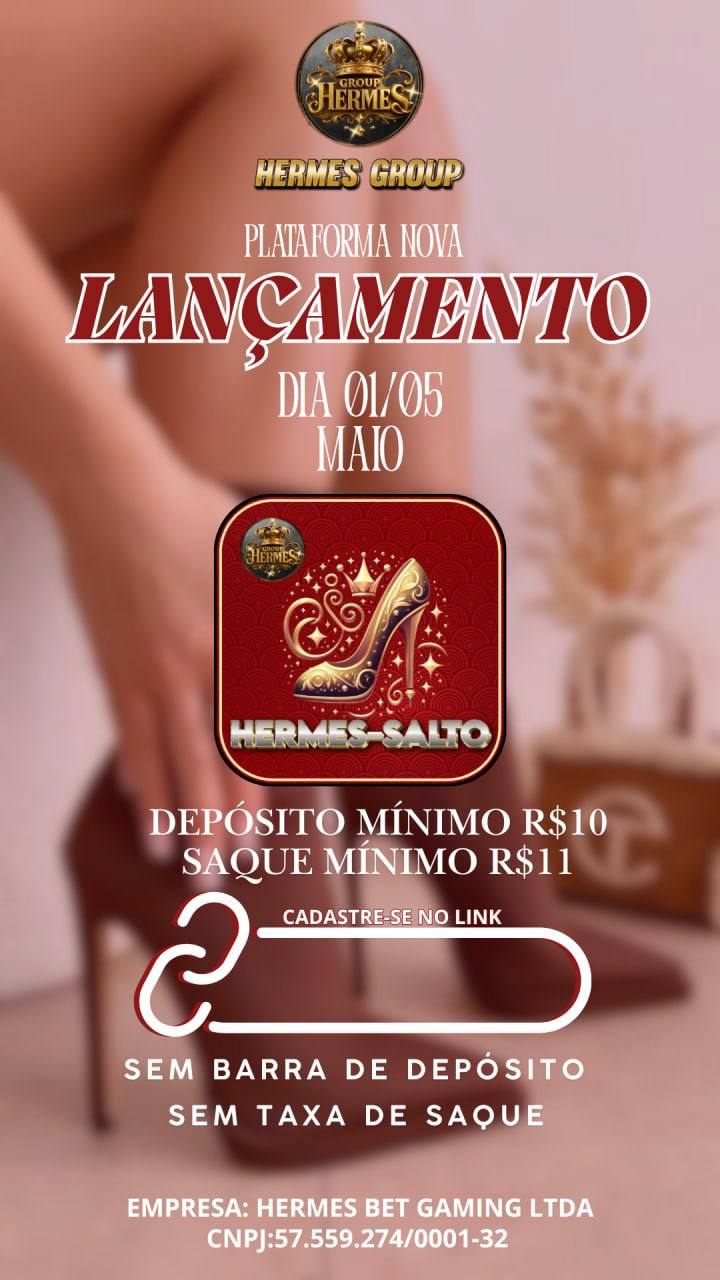 GROUP
HERMES
HERMES GROUP
PLATAFORMA NOVA
LANÇAMENTO
DIA 01/05
MAIO
GROUP
HERMES
HERMES-SALTO
DEPÓSITO MÍNIMO R$10
SAQUE MÍNIMO R$11
CADASTRE-SE NO LINK
SEM BARRA DE DEPÓSITO
SEM TAXA DE SAQUE
EMPRESA: HERMES BET GAMING LTDA
CNPJ:57.559.274/0001-32